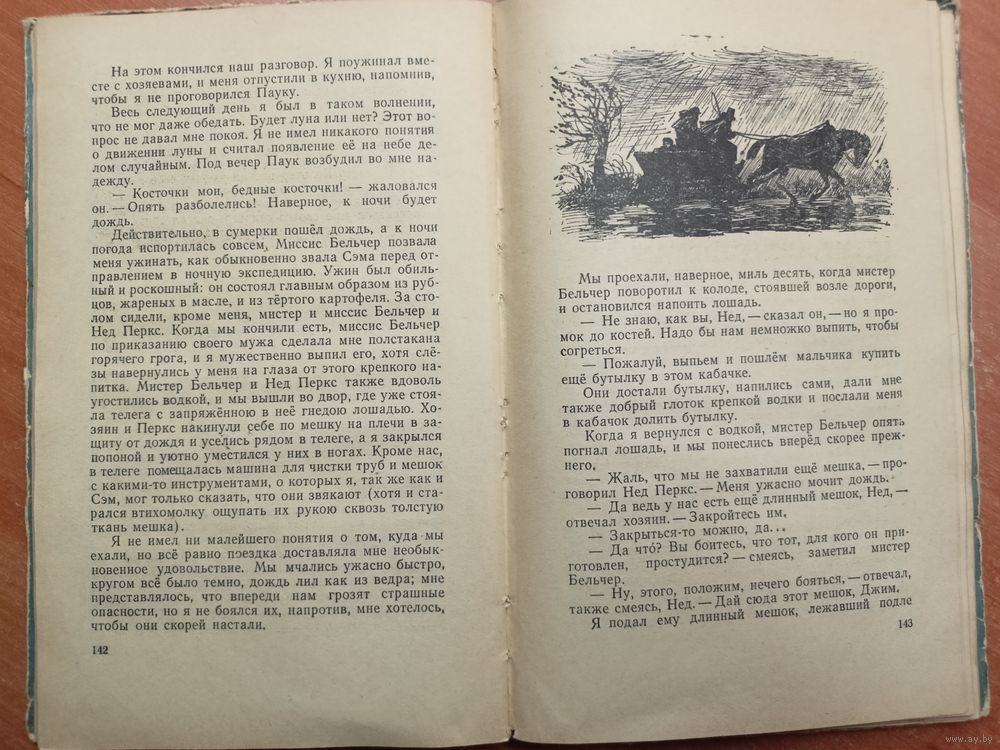 На этом кончился наш разговор. Я поужинал вме-
сте с хозяевами, и меня отпустили в кухню, напомнив,
чтобы я не проговорился Пауку.
Весь следующий день я был в таком волнении,
что не мог даже обедать. Будет луна или нет? Этот во-
прос не давал мне покоя. Я не имел никакого понятия
о движении луны и считал появление её на небе де-
лом случайным. Под вечер Паук возбудил во мне на-
дежду.
— Косточки мои, бедные косточки! — жаловался
он. — Опять разболелись! Наверное, к ночи будет
дождь.
Действительно, в сумерки пошёл дождь, а к ночи
погода испортилась совсем. Миссис Бельчер позвала
меня ужинать, как обыкновенно звала Сэма перед от-
правлением в ночную экспедицию. Ужин был обиль-
ный и роскошный: он состоял главным образом из руб-
цов, жареных в масле, и из тёртого картофеля. За сто-
лом сидели, кроме меня, мистер и миссис Бельчер и
Нед Перкс. Когда мы кончили есть, миссис Бельчер
по приказанию своего мужа сделала мне полстакана
горячего грога, и я мужественно выпил его, хотя слё-
зы навернулись у меня на глаза от этого крепкого на-
питка. Мистер Бельчер и Нед Перкс также вдоволь
угостились водкой, и мы вышли во двор, где уже стоя-
ла телега с запряжённою в неё гнедою лошадью. Хо-
зяин и Перкс накинули себе по мешку на плечи в за-
щиту от дождя и уселись рядом в телеге, а я закрылся
попоной и уютно уместился у них в ногах. Кроме нас,
в телеге помещалась машина для чистки труб и мешок
с какими-то инструментами, о которых я, так же как и
Сэм, мог только сказать, что они звякают (хотя и ста-
рался втихомолку ощупать их рукою сквозь толстую
ткань мешка).
Я не имел ни малейшего понятия о том, куда мы
ехали, но всё равно поездка доставляла мне необык-
новенное удовольствие. Мы мчались ужасно быстро,
кругом всё было темно, дождь лил как из ведра; мне
представлялось, что впереди нам грозят страшные
опасности, но я не боялся их, напротив, мне хотелось,
чтобы они скорей настали.
142
Мы проехали, наверное, миль десять, когда мистер
Бельчер поворотил к колоде, стоявшей возле дороги,
и остановился напоить лошадь.
— Не знаю, как вы, Нед, — сказал он, — но я про-
мок до костей. Надо бы нам немножко выпить, чтобы
согреться.
— Пожалуй, выпьем и пошлём мальчика купить
ещё бутылку в этом кабачке.
Они достали бутылку, напились сами, дали мне
также добрый глоток крепкой водки и послали меня
в кабачок долить бутылку.
Когда я вернулся с водкой, мистер Бельчер опять
погнал лошадь, и мы понеслись вперёд скорее преж-
него.
— Жаль, что мы не захватили ещё мешка, — про-
говорил Нед Перкс. — Меня ужасно мочит дождь.
— Да ведь у нас есть ещё длинный мешок, Нед, —
отвечал хозяин. — Закройтесь им.
— Закрыться-то можно, да...
— Да что́? Вы боитесь, что тот, для кого он при-
готовлен, простудится? — смеясь, заметил мистер
Бельчер.
— Ну, этого, положим, нечего бояться, — отвечал,
также смеясь, Нед. — Дай сюда этот мешок, Джим.
Я подал ему длинный мешок, лежавший подле
143
www.ay.by